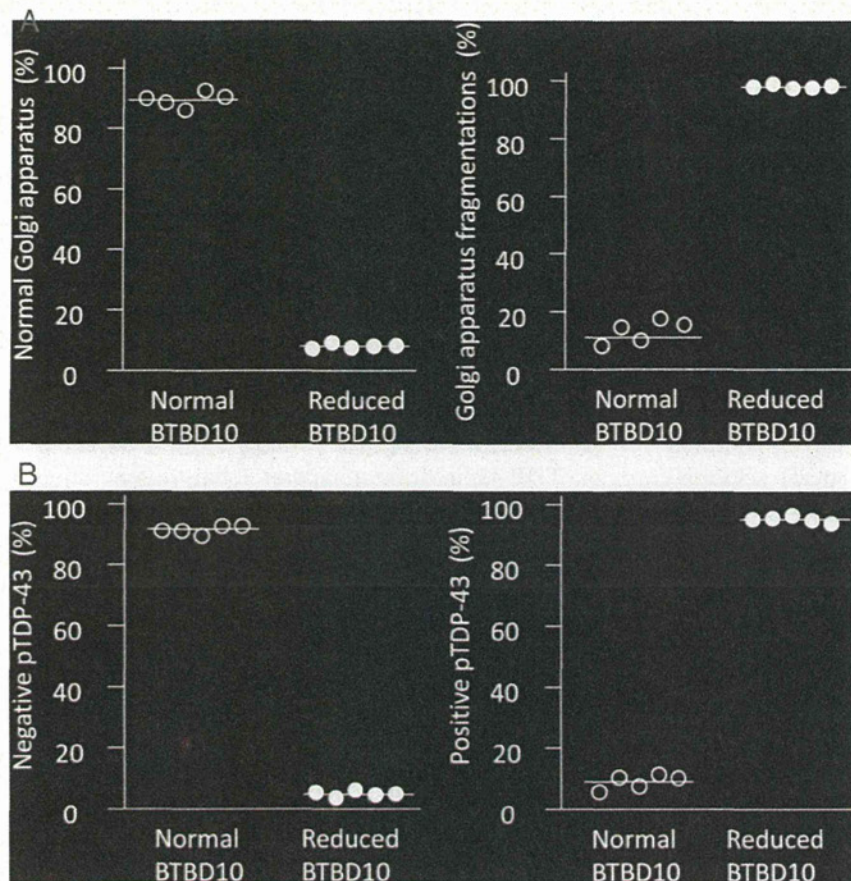 A
Normal Golgi apparatus (%)
100
80
60
40
20
0
Normal
BTBD10
Reduced
BTBD10
Golgi apparatus fragmentations (%)
100
80
60
40
20
0
Normal
BTBD10
Reduced
BTBD10
B
Negative pTDP-43 (%)
100
80
60
40
20
0
Normal
BTBD10
Reduced
BTBD10
Positive pTDP-43 (%)
100
80
60
40
20
0
Normal
BTBD10
Reduced
BTBD10